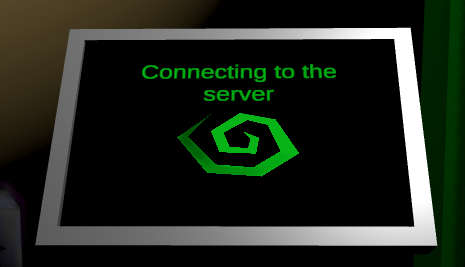 Connecting to the
server